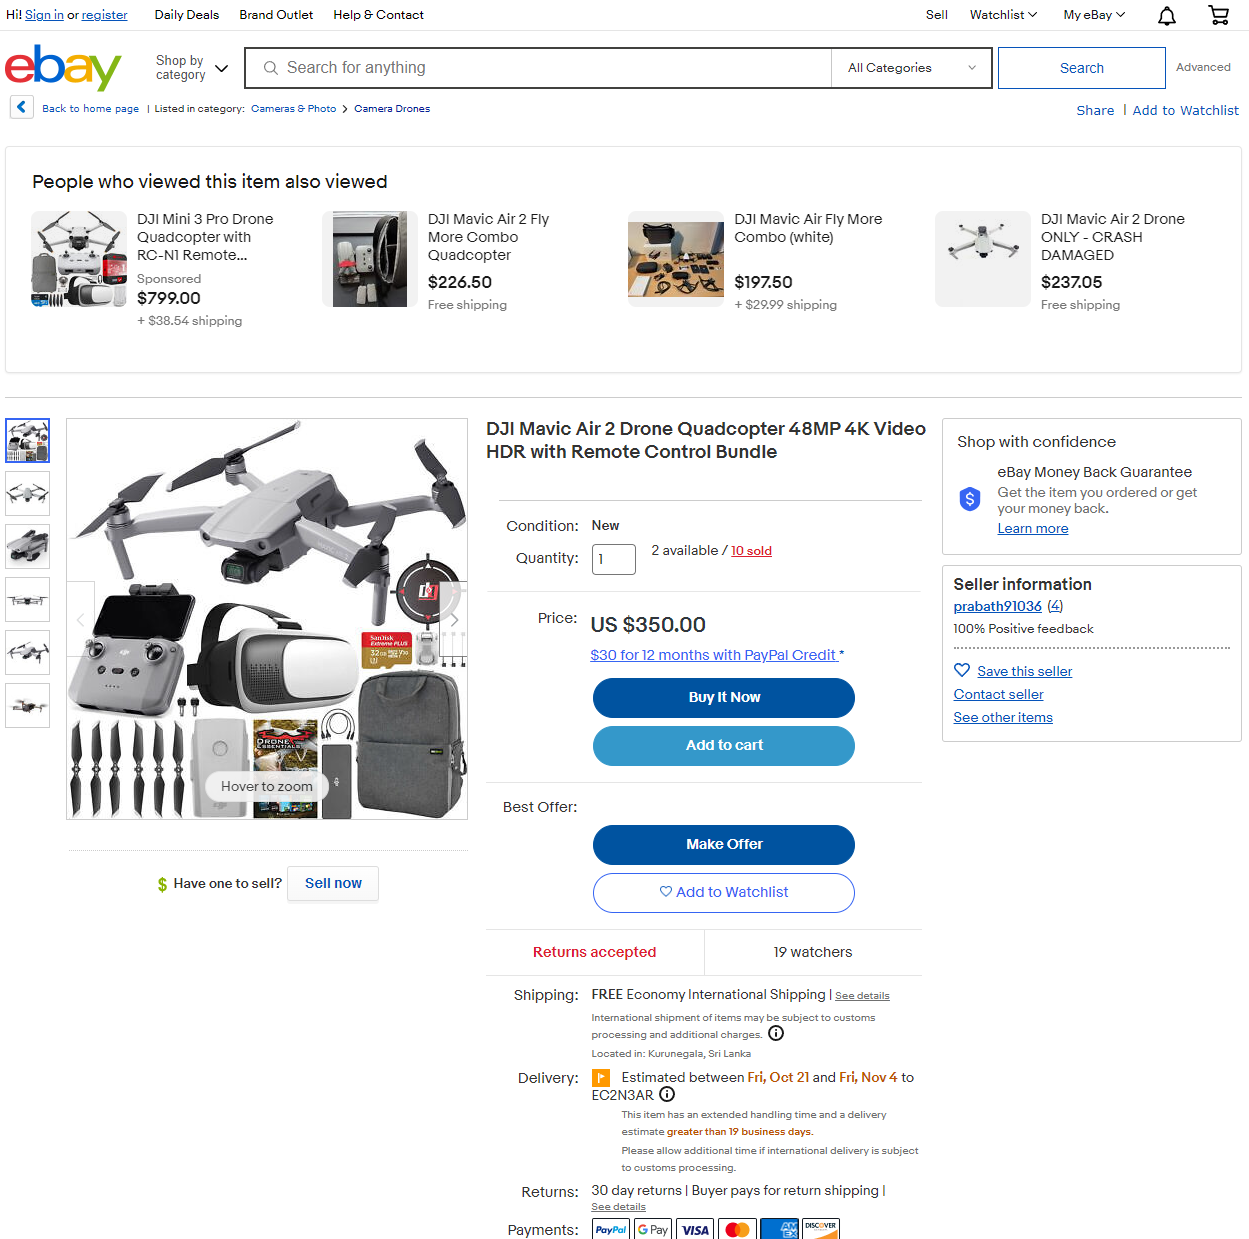 Hi! Sign in or register Daily Deals Brand Outlet Help & Contact Sell Watchlist My eBay
ebay Shop by category Search for anything All Categories Search Advanced
Back to home page | Listed in category: Cameras & Photo > Camera Drones Share | Add to Watchlist
People who viewed this item also viewed
DJI Mini 3 Pro Drone
Quadcopter with
RC-N1 Remote...
Sponsored
$799.00
+ $38.54 shipping
DJI Mavic Air 2 Fly
More Combo
Quadcopter
$226.50
Free shipping
DJI Mavic Air Fly More
Combo (white)
$197.50
+ $29.99 shipping
DJI Mavic Air 2 Drone
ONLY - CRASH
DAMAGED
$237.05
Free shipping
SanDisk
Extreme PLUS
32GB
DRONE
ESSENTIALS
Hover to zoom
$ Have one to sell? Sell now
DJI Mavic Air 2 Drone Quadcopter 48MP 4K Video
HDR with Remote Control Bundle
Condition: New
Quantity: 1 2 available / 10 sold
Price: US $350.00
$30 for 12 months with PayPal Credit *
Buy It Now
Add to cart
Best Offer:
Make Offer
Add to Watchlist
Returns accepted 19 watchers
Shipping: FREE Economy International Shipping | See details
International shipment of items may be subject to customs
processing and additional charges.
Located in: Kurunegala, Sri Lanka
Delivery: Estimated between Fri, Oct 21 and Fri, Nov 4 to
EC2N3AR
This item has an extended handling time and a delivery
estimate greater than 19 business days.
Please allow additional time if international delivery is subject
to customs processing.
Returns: 30 day returns | Buyer pays for return shipping |
See details
Payments: PayPal G Pay VISA AMEX DISCOVER
Shop with confidence
eBay Money Back Guarantee
Get the item you ordered or get
your money back.
Learn more
Seller information
prabath91036 (4)
100% Positive feedback
Save this seller
Contact seller
See other items